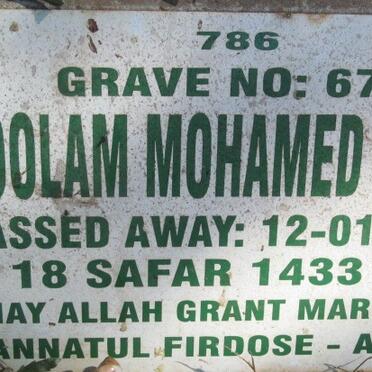 786
GRAVE NO: 67
OOLAM MOHAMED
ASSED AWAY: 12-01
18 SAFAR 1433
MAY ALLAH GRANT MAR
ANNATUL FIRDOSE - A